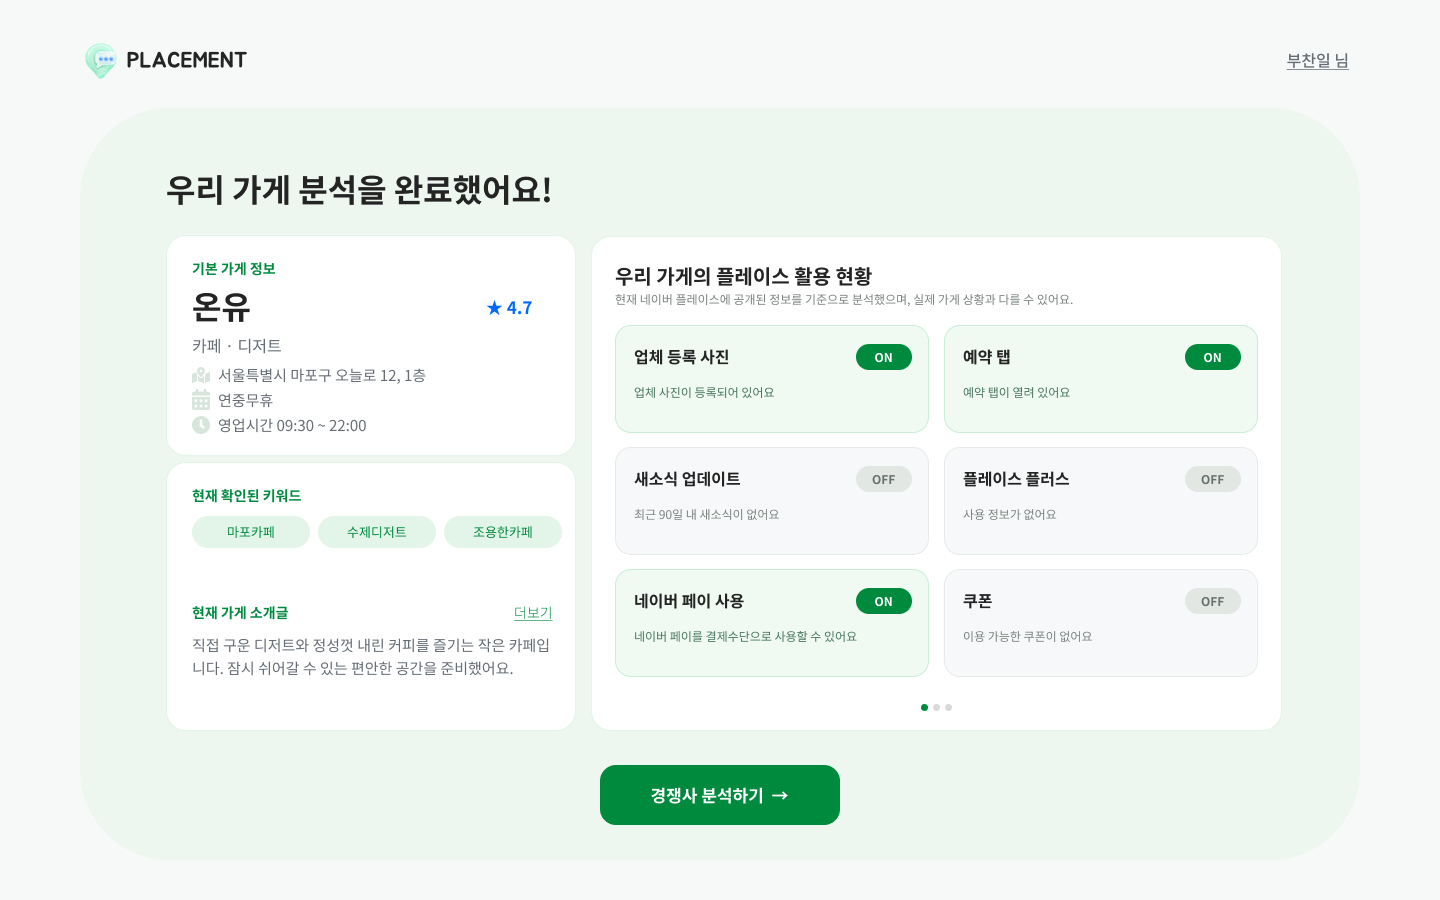 PLACEMENT
부찬일 님
우리 가게 분석을 완료했어요!
기본 가게 정보
온유
★ 4.7
카페 · 디저트
서울특별시 마포구 오늘로 12, 1층
연중무휴
영업시간 09:30 ~ 22:00
현재 확인된 키워드
마포카페
수제디저트
조용한카페
현재 가게 소개글
더보기
직접 구운 디저트와 정성껏 내린 커피를 즐기는 작은 카페입
니다. 잠시 쉬어갈 수 있는 편안한 공간을 준비했어요.
우리 가게의 플레이스 활용 현황
현재 네이버 플레이스에 공개된 정보를 기준으로 분석했으며, 실제 가게 상황과 다를 수 있어요.
업체 등록 사진
ON
업체 사진이 등록되어 있어요
예약 탭
ON
예약 탭이 열려 있어요
새소식 업데이트
OFF
최근 90일 내 새소식이 없어요
플레이스 플러스
OFF
사용 정보가 없어요
네이버 페이 사용
ON
네이버 페이를 결제수단으로 사용할 수 있어요
쿠폰
OFF
이용 가능한 쿠폰이 없어요
경쟁사 분석하기 →